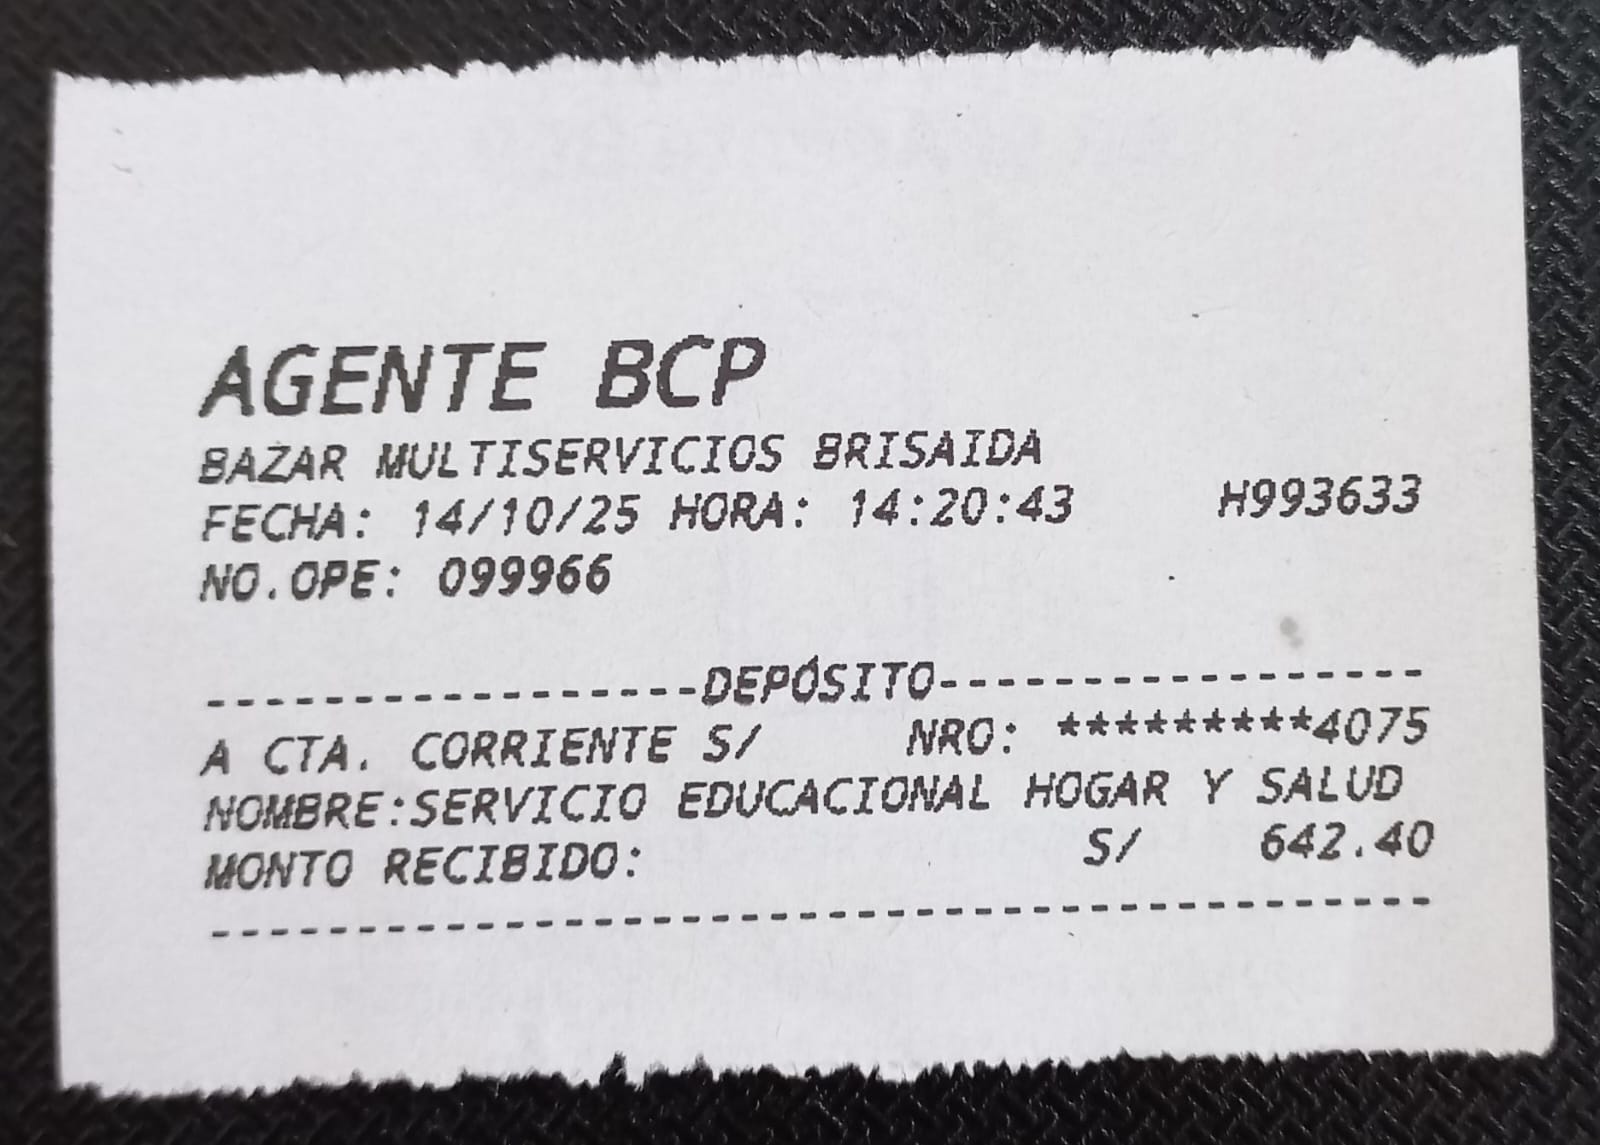 AGENTE BCP
BAZAR MULTISERVICIOS BRISAIDA
FECHA: 14/10/25 HORA: 14:20:43 H993633
NO.OPE: 099966
-----------------DEPÓSITO-----------------
A CTA. CORRIENTE S/ NRO: *********4075
NOMBRE:SERVICIO EDUCACIONAL HOGAR Y SALUD
MONTO RECIBIDO: S/ 642.40
------------------------------------------